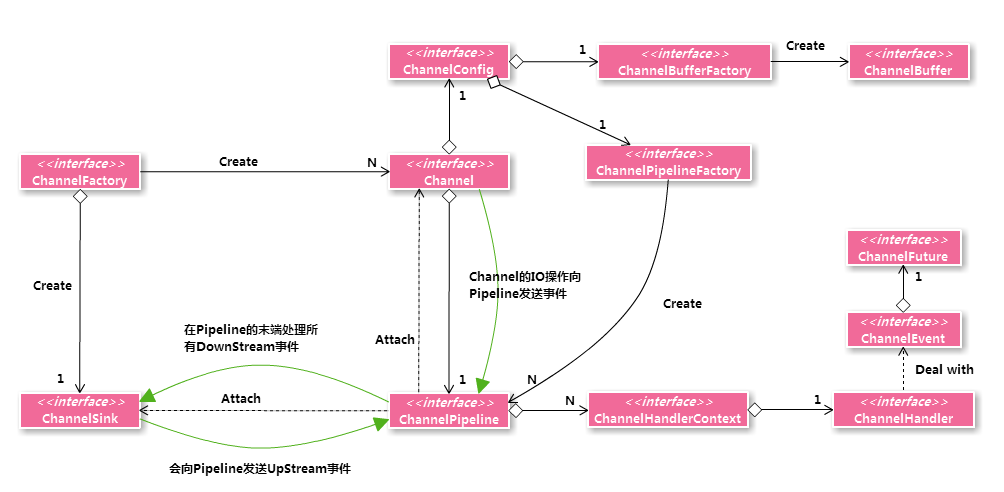 <<interface>>
ChannelConfig
1
<<interface>>
ChannelBufferFactory
Create
<<interface>>
ChannelBuffer
1
1
<<interface>>
ChannelFactory
Create
N
<<interface>>
Channel
<<interface>>
ChannelPipelineFactory
<<interface>>
ChannelFuture
1
Channel的IO操作向
Pipeline发送事件
Create
Create
<<interface>>
ChannelEvent
在Pipeline的末端处理所
有DownStream事件
Attach
Deal with
1
1
N
<<interface>>
ChannelSink
Attach
<<interface>>
ChannelPipeline
N
<<interface>>
ChannelHandlerContext
1
<<interface>>
ChannelHandler
会向Pipeline发送UpStream事件